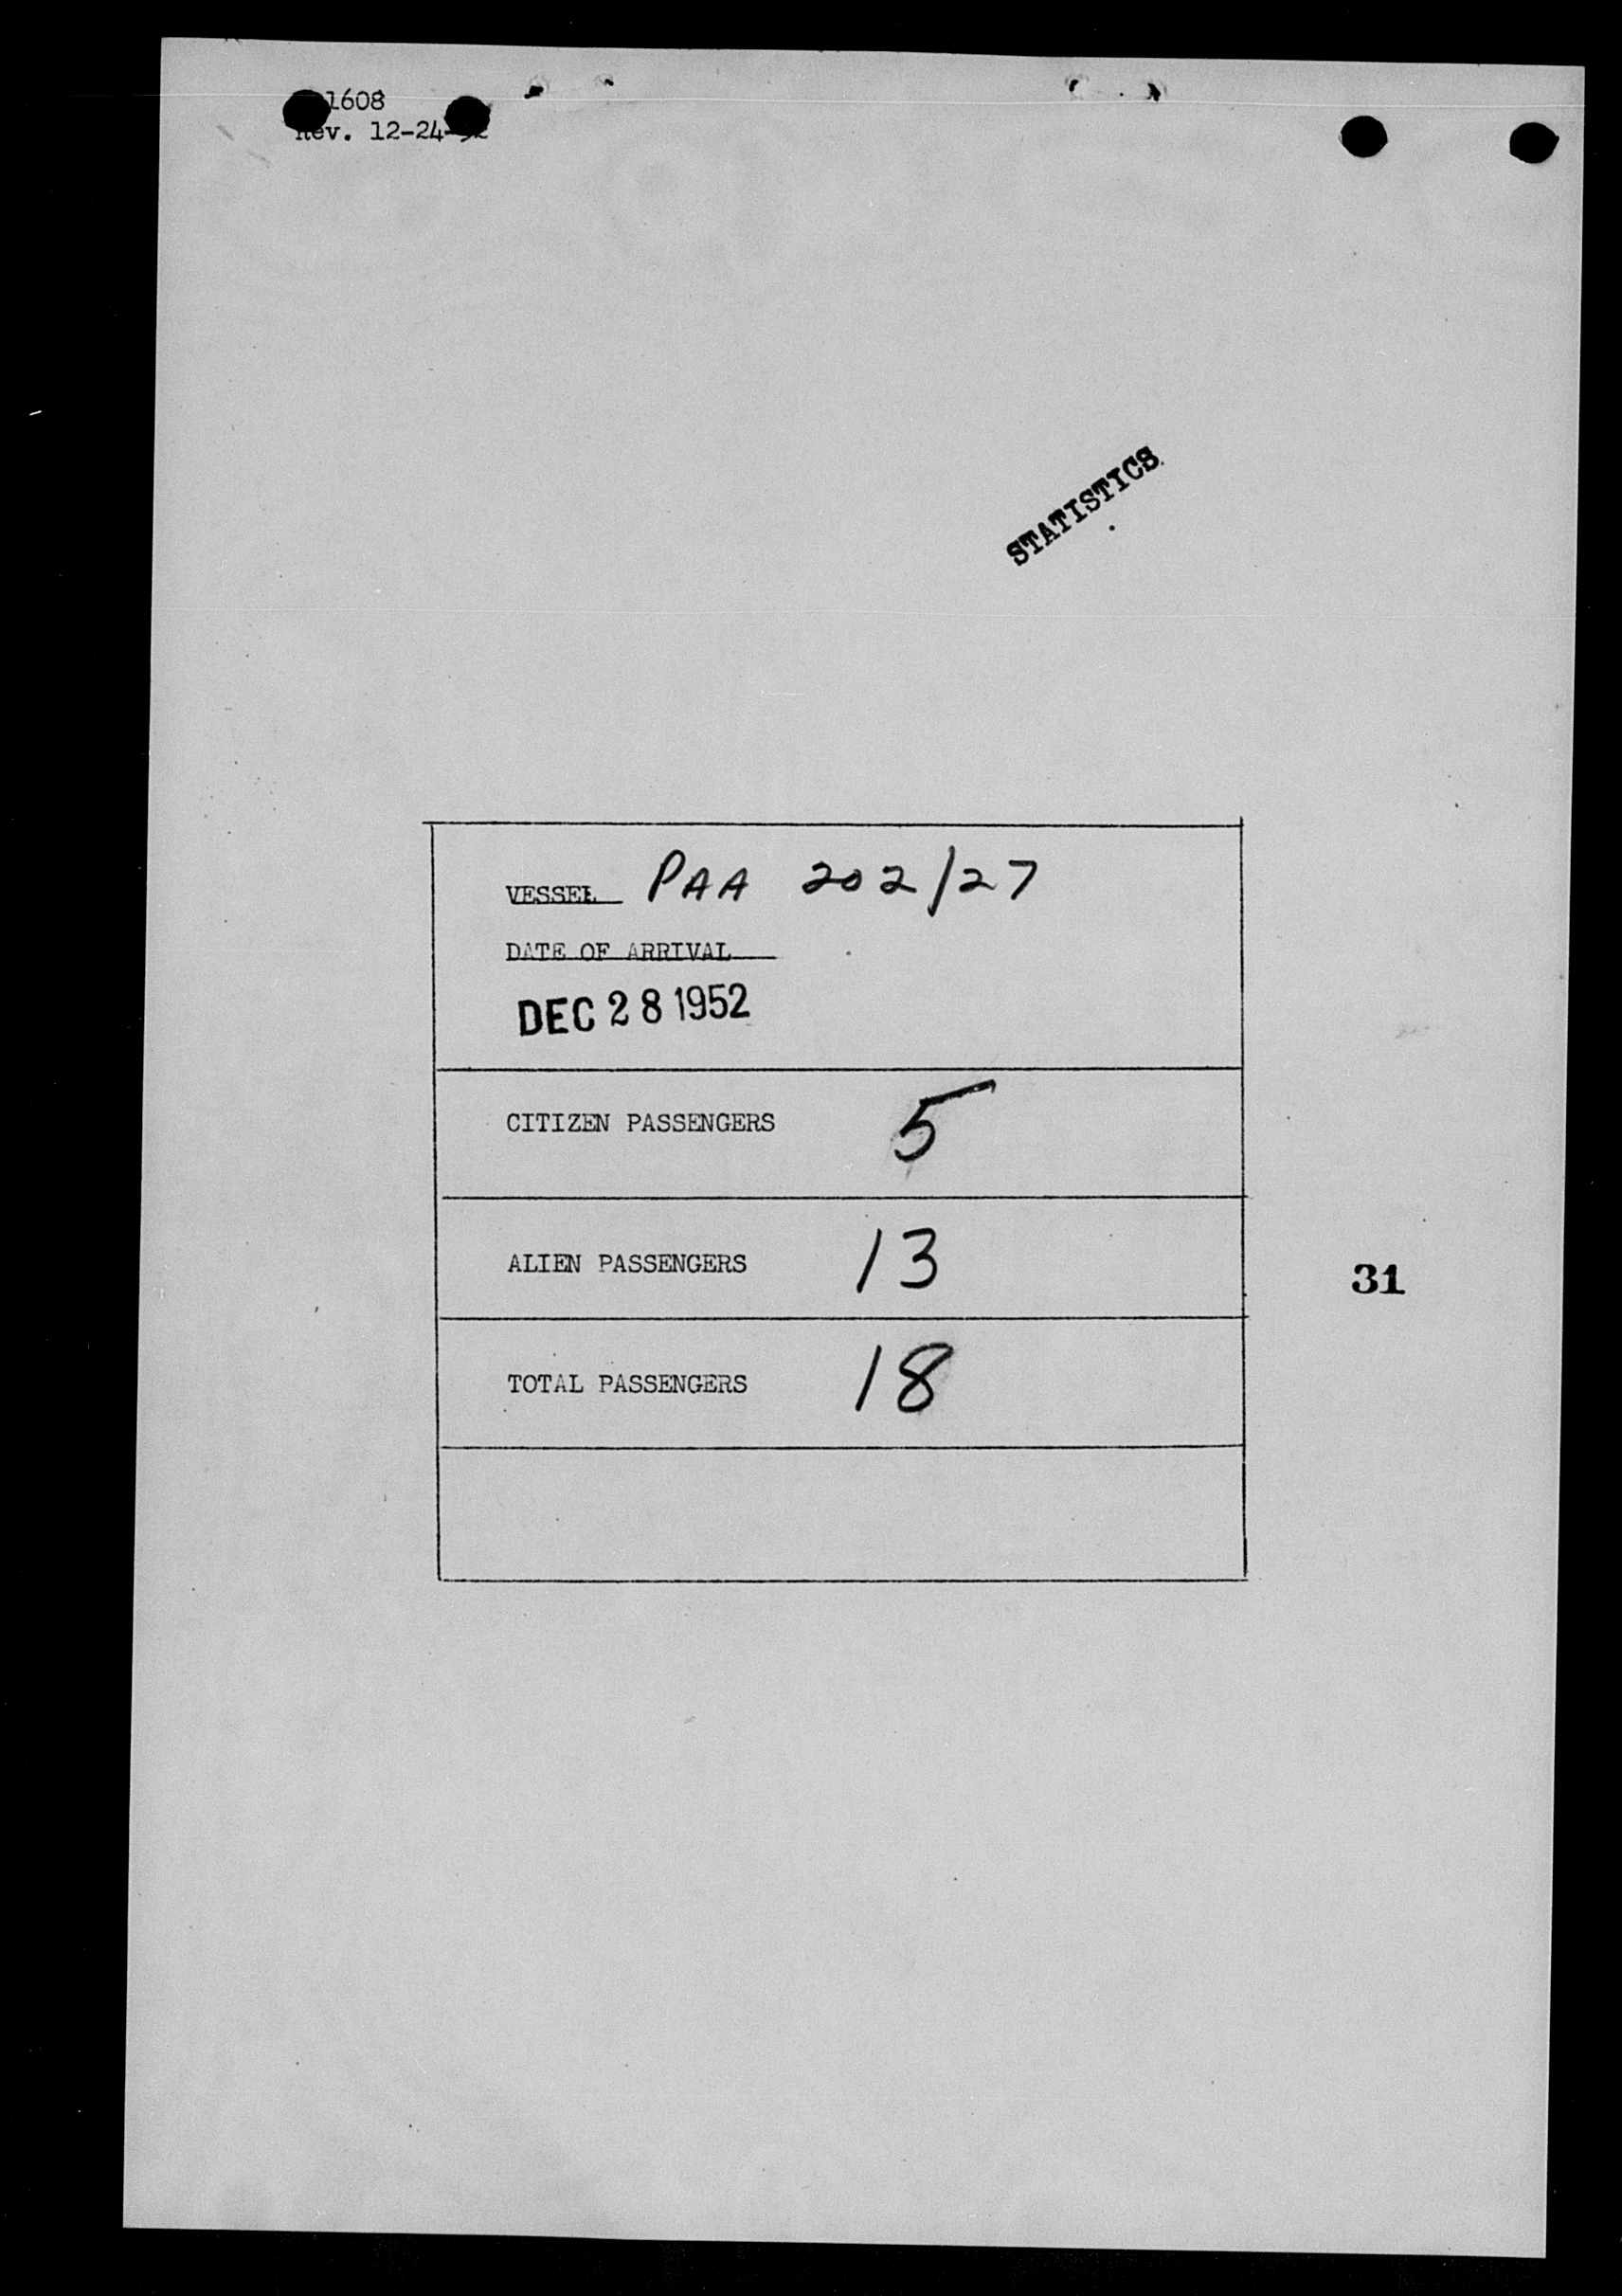 1608
Rev. 12-24-52
STATISTICS
VESSEL PAA 202/27
DATE OF ARRIVAL
DEC 28 1952
CITIZEN PASSENGERS 5
ALIEN PASSENGERS 13
31
TOTAL PASSENGERS 18